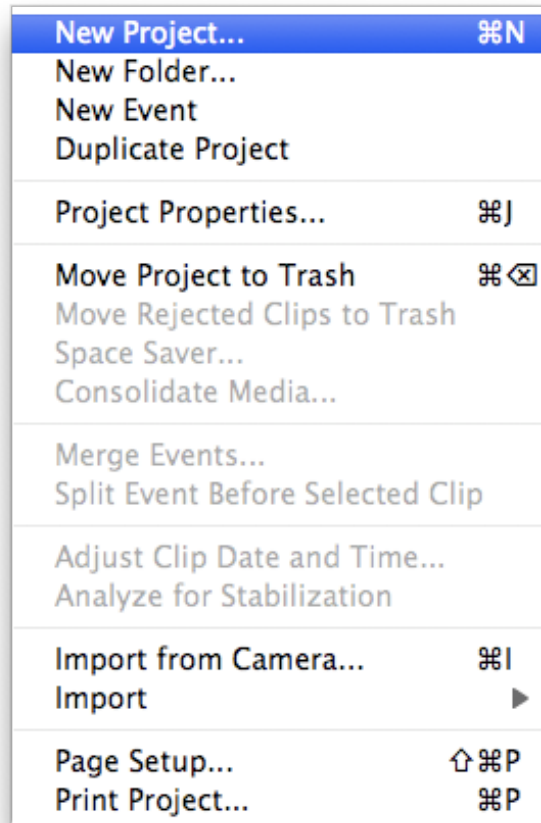 New Project... ⌘N
New Folder...
New Event
Duplicate Project
Project Properties... ⌘J
Move Project to Trash ⌘⌫
Move Rejected Clips to Trash
Space Saver...
Consolidate Media...
Merge Events...
Split Event Before Selected Clip
Adjust Clip Date and Time...
Analyze for Stabilization
Import from Camera... ⌘I
Import ▶
Page Setup... ⇧⌘P
Print Project... ⌘P